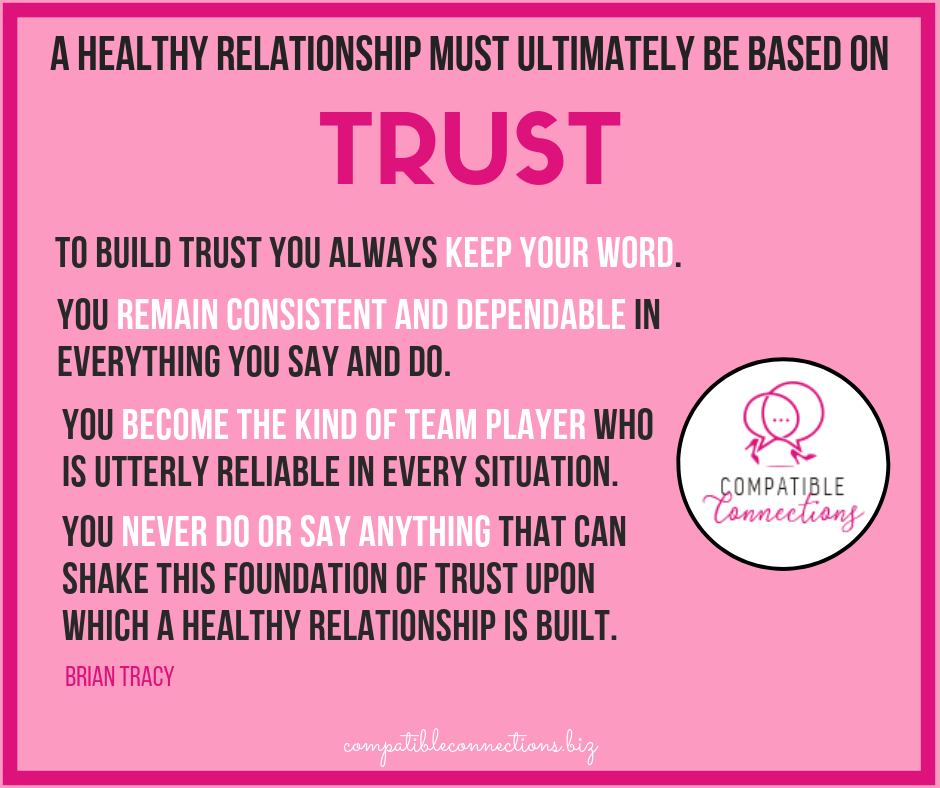 A HEALTHY RELATIONSHIP MUST ULTIMATELY BE BASED ON
TRUST
TO BUILD TRUST YOU ALWAYS KEEP YOUR WORD.
YOU REMAIN CONSISTENT AND DEPENDABLE IN
EVERYTHING YOU SAY AND DO.
YOU BECOME THE KIND OF TEAM PLAYER WHO
IS UTTERLY RELIABLE IN EVERY SITUATION.
YOU NEVER DO OR SAY ANYTHING THAT CAN
SHAKE THIS FOUNDATION OF TRUST UPON
WHICH A HEALTHY RELATIONSHIP IS BUILT.
BRIAN TRACY
COMPATIBLE
Connections
compatibleconnections.biz